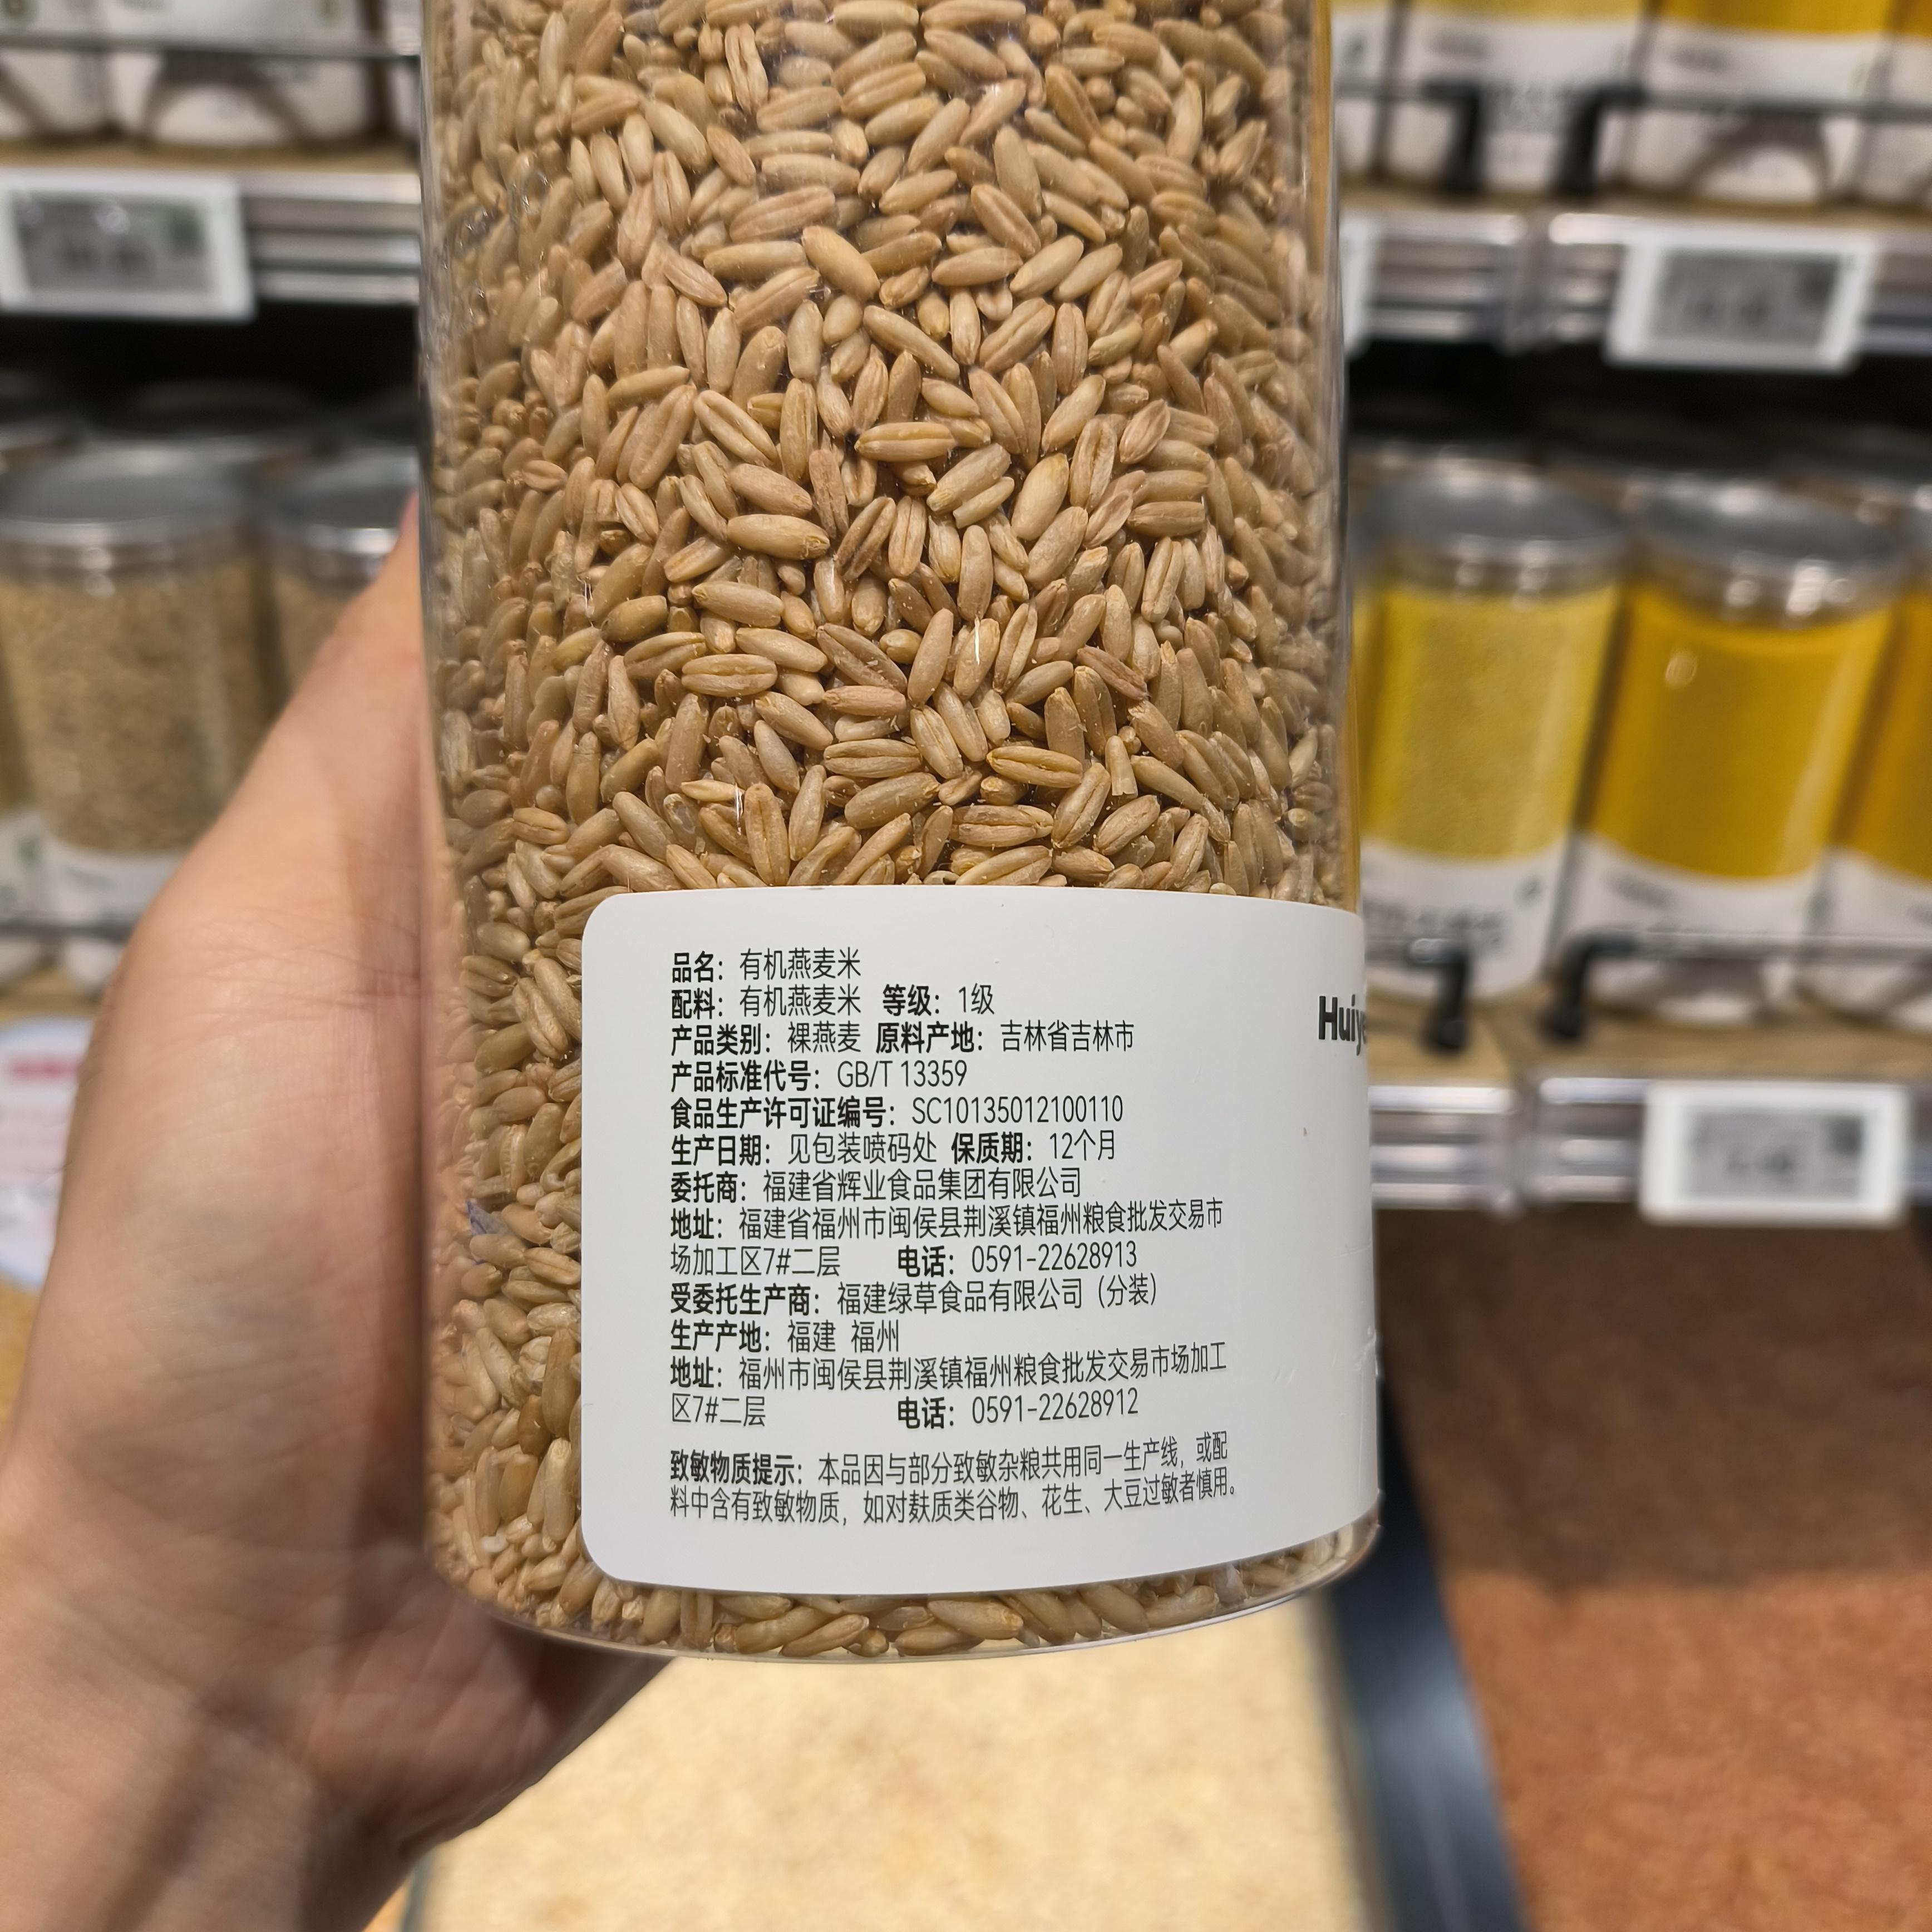 品名：有机燕麦米
配料：有机燕麦米 等级：1级
产品类别：裸燕麦 原料产地：吉林省吉林市
产品标准代号：GB/T 13359
食品生产许可证编号：SC10135012100110
生产日期：见包装喷码处 保质期：12个月
委托商：福建省辉业食品集团有限公司
地址：福建省福州市闽侯县荆溪镇福州粮食批发交易市
场加工区7#二层 电话：0591-22628913
受委托生产商：福建绿草食品有限公司（分装）
生产产地：福建 福州
地址：福州市闽侯县荆溪镇福州粮食批发交易市场加工
区7#二层 电话：0591-22628912
致敏物质提示：本品因与部分致敏杂粮共用同一生产线，或配
料中含有致敏物质，如对麸质类谷物、花生、大豆过敏者慎用。